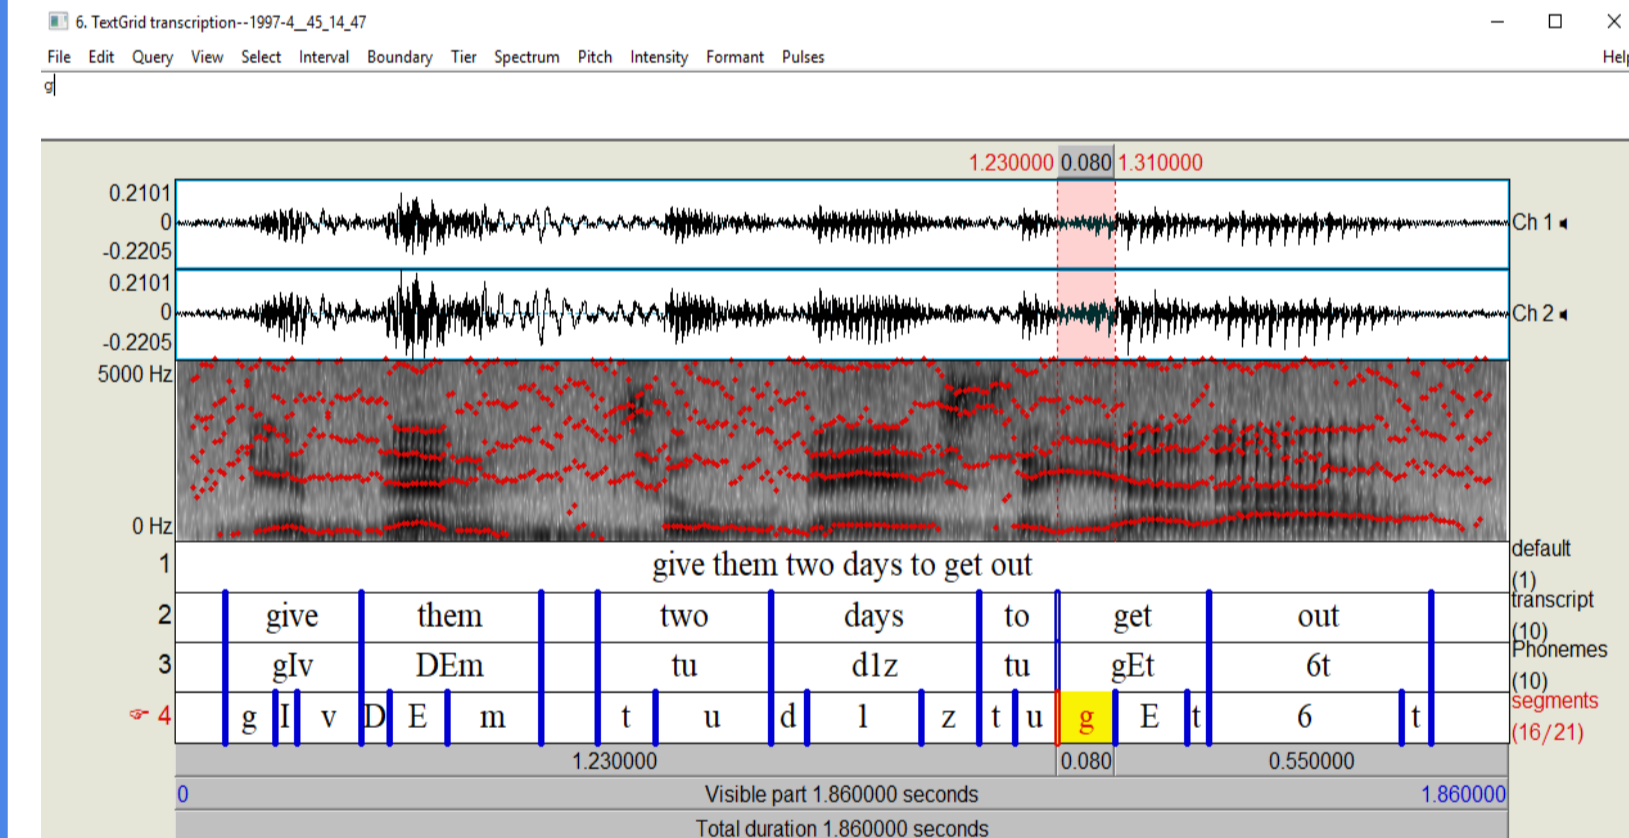 6. TextGrid transcription--1997-4__45_14_47
File Edit Query View Select Interval Boundary Tier Spectrum Pitch Intensity Formant Pulses Help
g
1.230000 0.080 1.310000
0.2101
0
-0.2205
Ch 1
0.2101
0
-0.2205
Ch 2
5000 Hz
0 Hz
1 give them two days to get out default (1)
2 give them two days to get out transcript (10)
3 gIv DEm tu d1z tu gEt 6t Phonemes (10)
4 g I v D E m t u d 1 z t u g E t 6 t segments (16/21)
1.230000 0.080 0.550000
0 Visible part 1.860000 seconds 1.860000
Total duration 1.860000 seconds